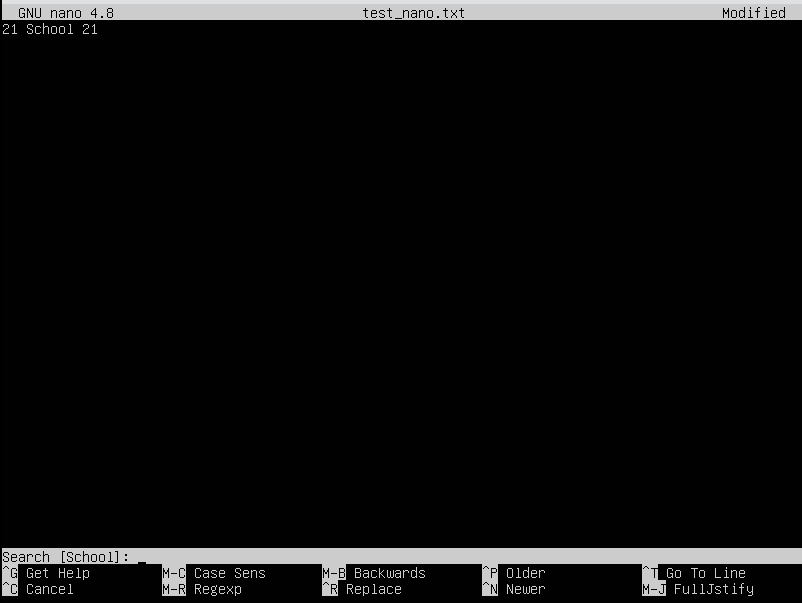 GNU nano 4.8 test_nano.txt Modified
21 School 21
Search [School]:
^G Get Help M-C Case Sens M-B Backwards ^P Older ^T Go To Line
^C Cancel M-R Regexp ^R Replace ^N Newer M-J FullJstify